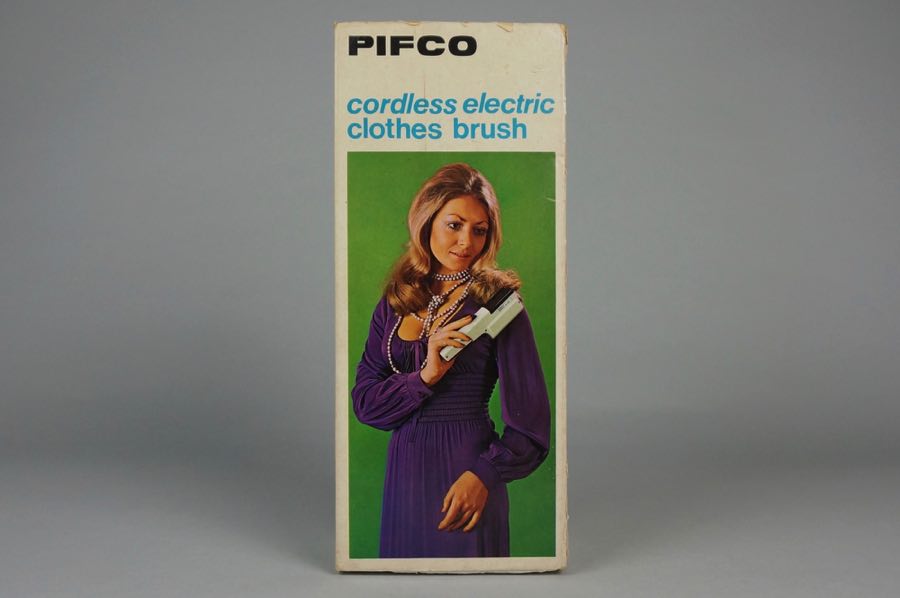 PIFCO
cordless electric
clothes brush